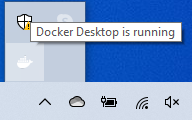 Docker Desktop is running